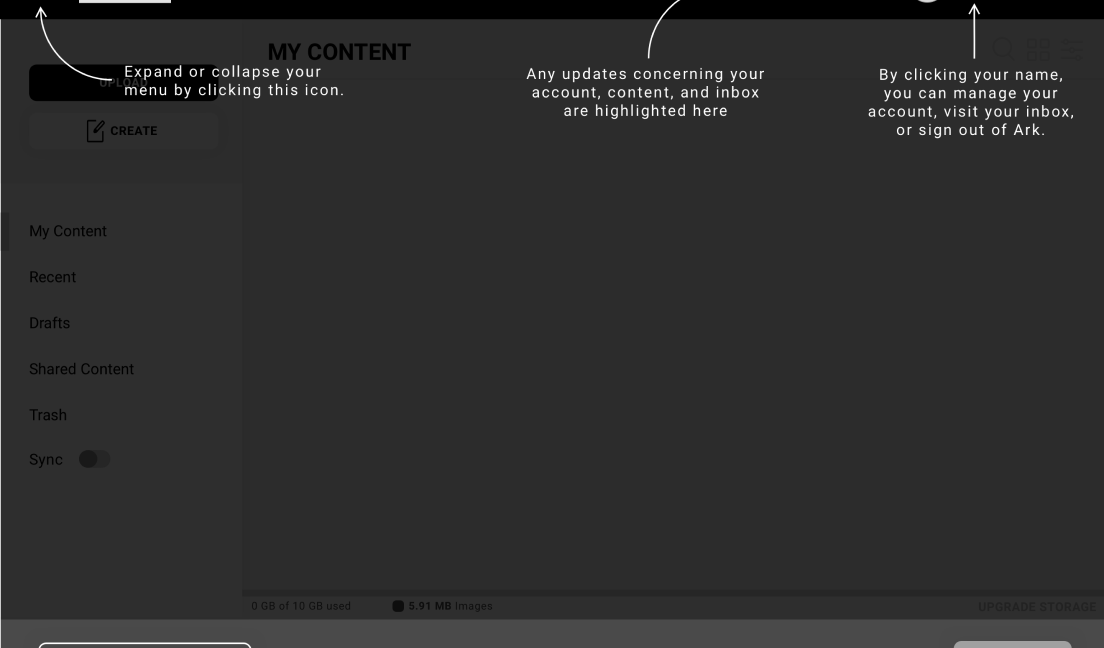 MY CONTENT
UPLOAD
Expand or collapse your
menu by clicking this icon.
Any updates concerning your
account, content, and inbox
are highlighted here
By clicking your name,
you can manage your
account, visit your inbox,
or sign out of Ark.
CREATE
My Content
Recent
Drafts
Shared Content
Trash
Sync
0 GB of 10 GB used
5.91 MB Images
UPGRADE STORAGE